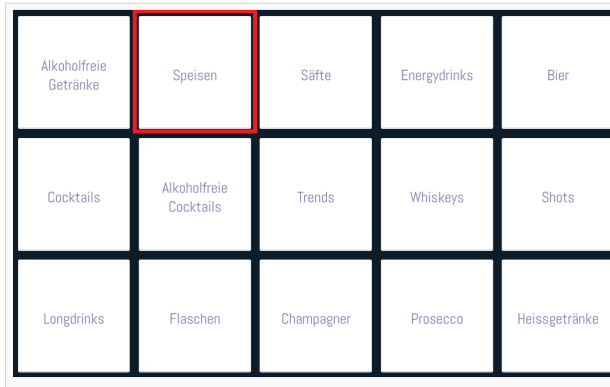 Alkoholfreie
Getränke
Speisen
Säfte
Energydrinks
Bier
Cocktails
Alkoholfreie
Cocktails
Trends
Whiskeys
Shots
Longdrinks
Flaschen
Champagner
Prosecco
Heissgetränke